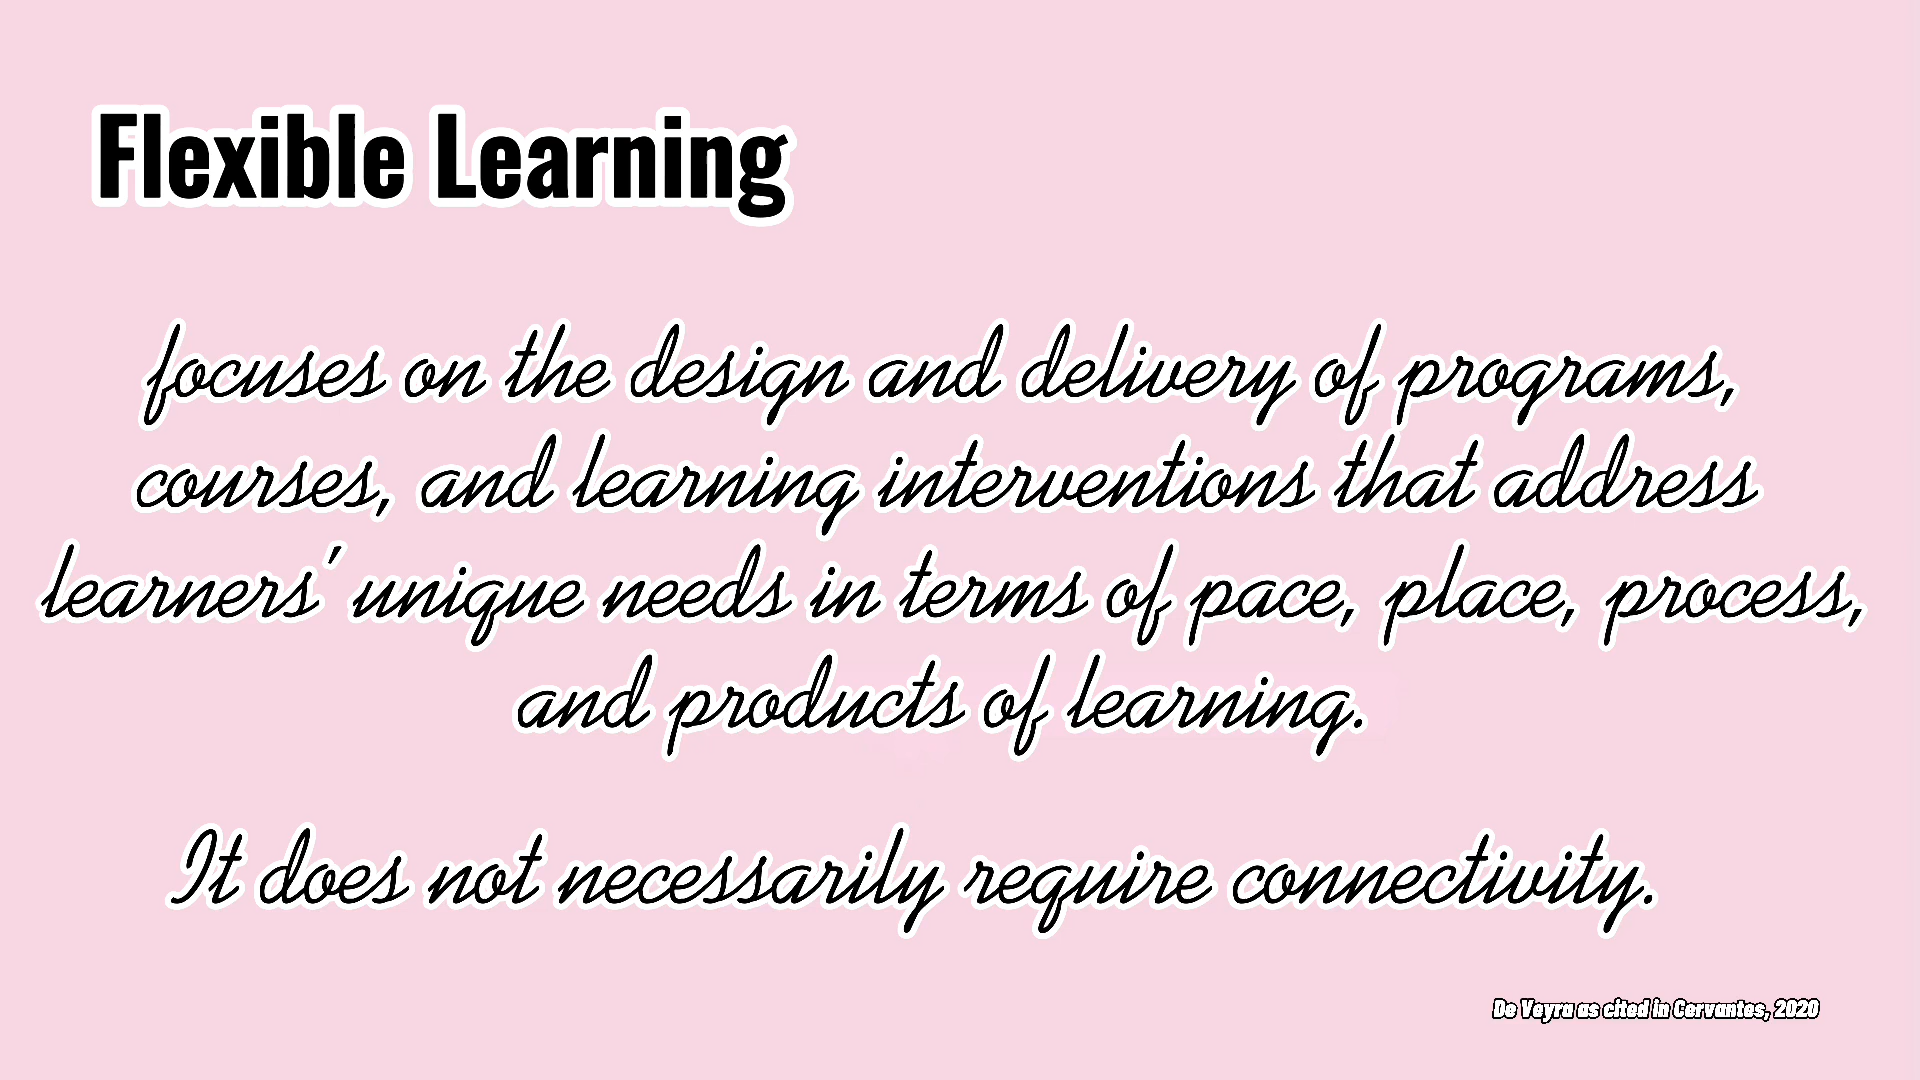 Flexible Learning
focuses on the design and delivery of programs,
courses, and learning interventions that address
learners' unique needs in terms of pace, place, process,
and products of learning.
It does not necessarily require connectivity.
De Veyra as cited in Cervantes, 2020